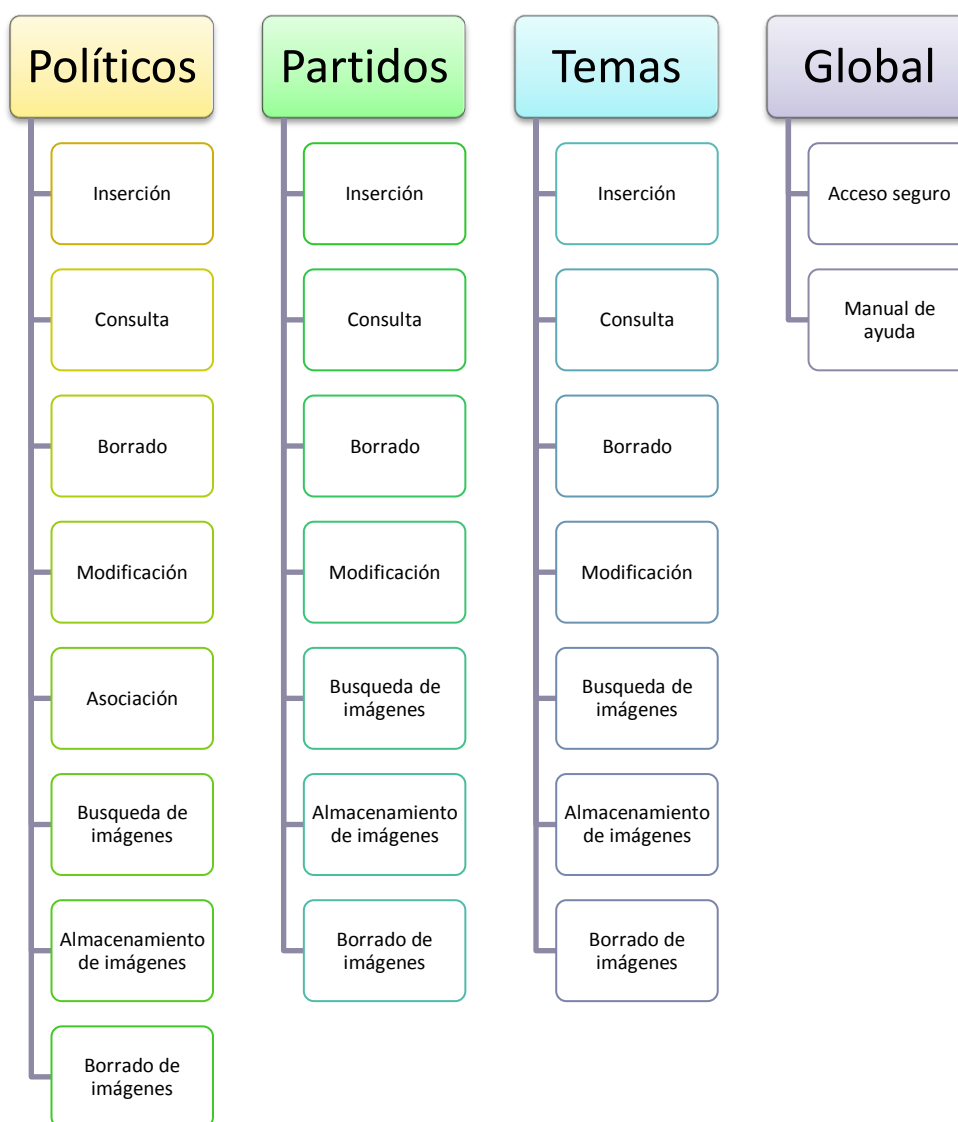 Políticos
Inserción
Consulta
Borrado
Modificación
Asociación
Busqueda de
imágenes
Almacenamiento
de imágenes
Borrado de
imágenes
Partidos
Inserción
Consulta
Borrado
Modificación
Busqueda de
imágenes
Almacenamiento
de imágenes
Borrado de
imágenes
Temas
Inserción
Consulta
Borrado
Modificación
Busqueda de
imágenes
Almacenamiento
de imágenes
Borrado de
imágenes
Global
Acceso seguro
Manual de
ayuda